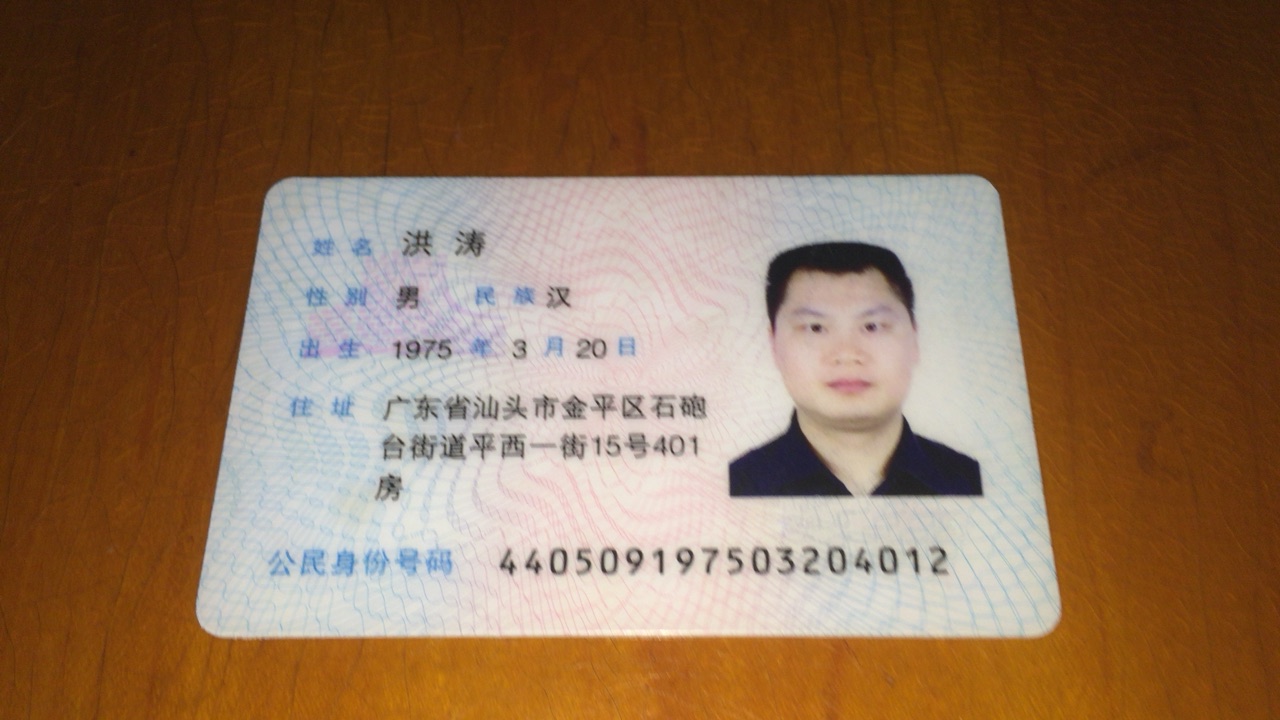 姓名 洪涛
性别 男 民族 汉
出生 1975 年 3 月 20 日
住址 广东省汕头市金平区石砲
台街道平西一街15号401
房
公民身份号码 440509197503204012